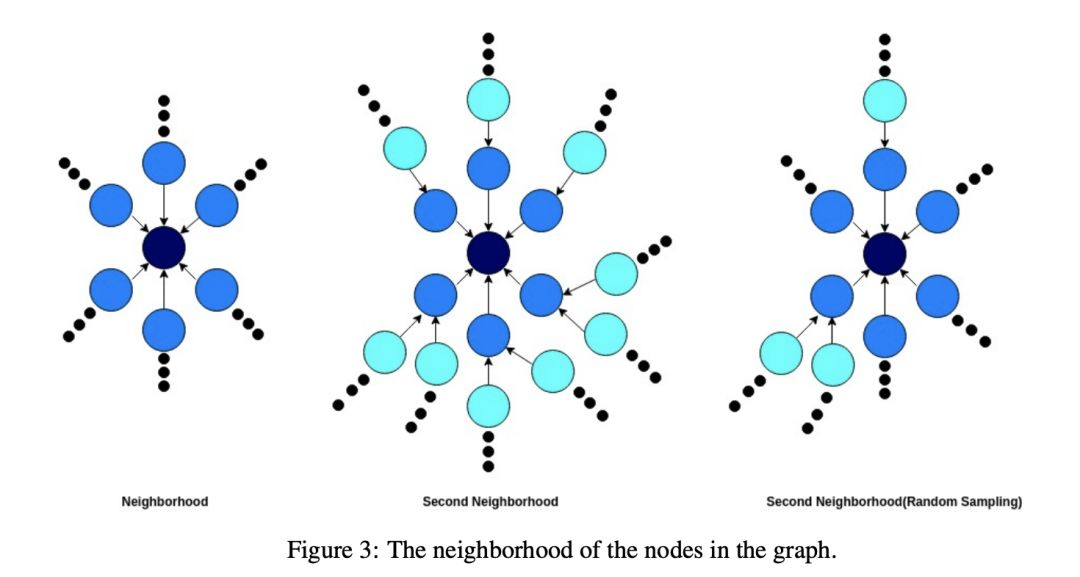 Neighborhood
Second Neighborhood
Second Neighborhood(Random Sampling)
Figure 3: The neighborhood of the nodes in the graph.